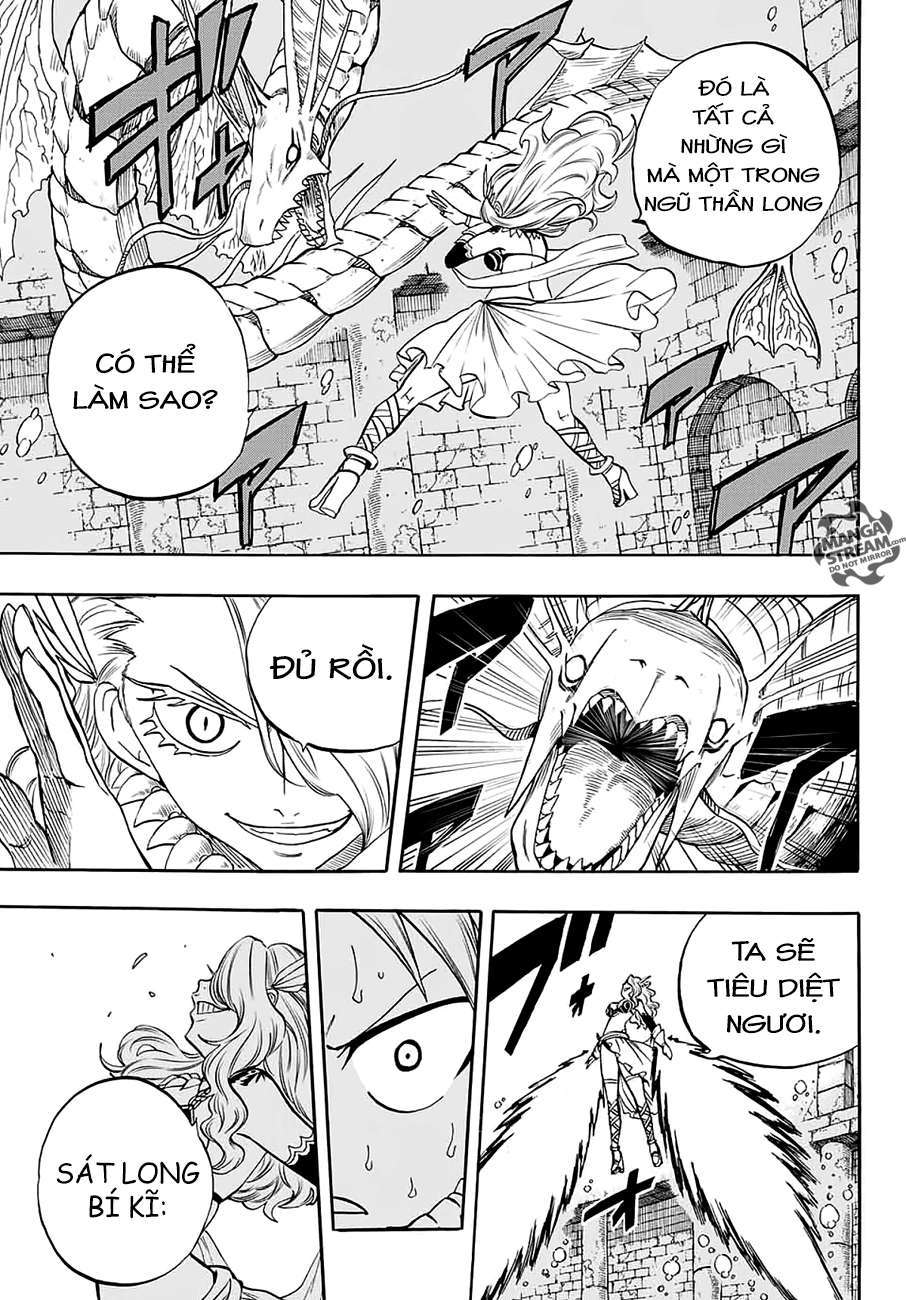 ĐÓ LÀ
TẤT CẢ
NHỮNG GÌ
MÀ MỘT TRONG
NGŨ THẦN LONG
CÓ THỂ
LÀM SAO?
MANGA
STREAM.com
DO NOT MIRROR
ĐỦ RỒI.
TA SẼ
TIÊU DIỆT
NGƯƠI.
SÁT LONG
BÍ KĨ: